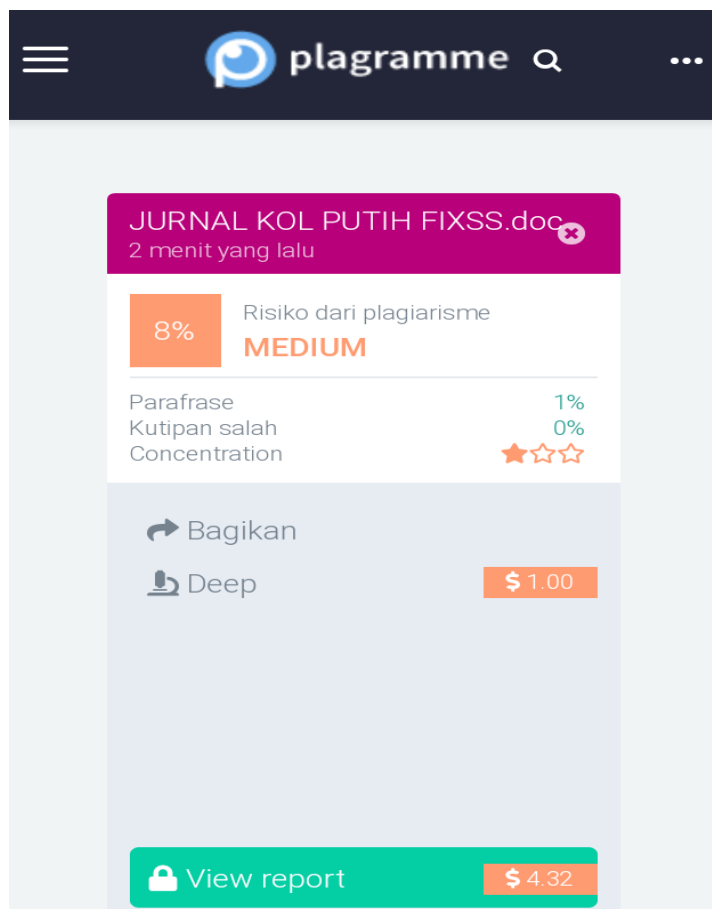 plagramme
JURNAL KOL PUTIH FIXSS.doc
2 menit yang lalu
8%
Risiko dari plagiarisme
MEDIUM
Parafrase 1%
Kutipan salah 0%
Concentration
Bagikan
Deep $ 1.00
View report $ 4.32